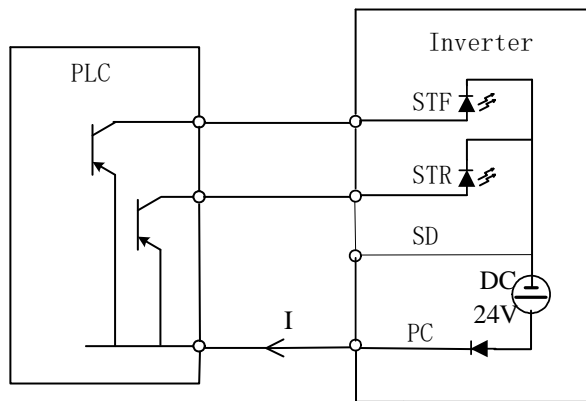 Inverter
PLC
STF
STR
SD
DC
24V
I
PC